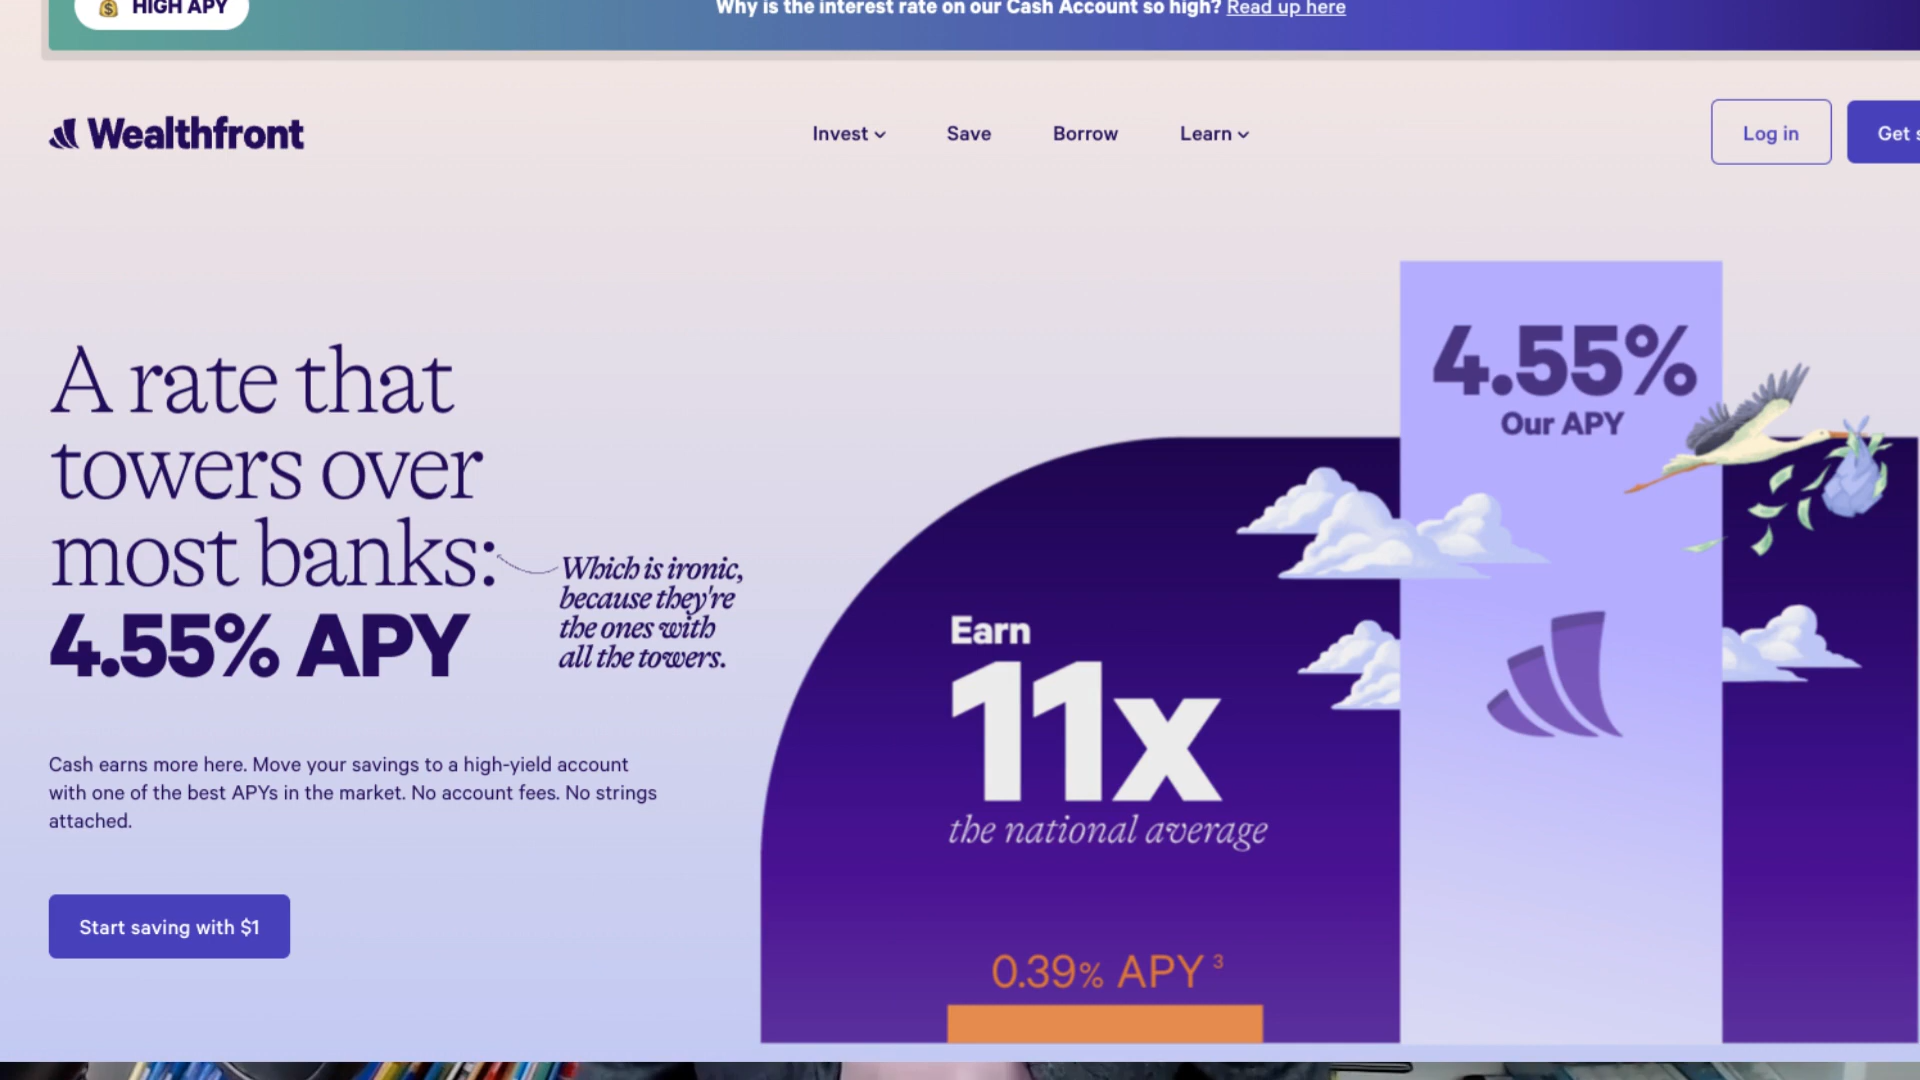 HIGH APY
Why is the interest rate on our Cash Account so high? Read up here
Wealthfront
Invest
Save
Borrow
Learn
Log in
Get
A rate that
towers over
most banks:
4.55% APY
Which is ironic,
because they're
the ones with
all the towers.
Cash earns more here. Move your savings to a high-yield account
with one of the best APYs in the market. No account fees. No strings
attached.
Start saving with $1
4.55%
Our APY
Earn
11x
the national average
0.39% APY 3